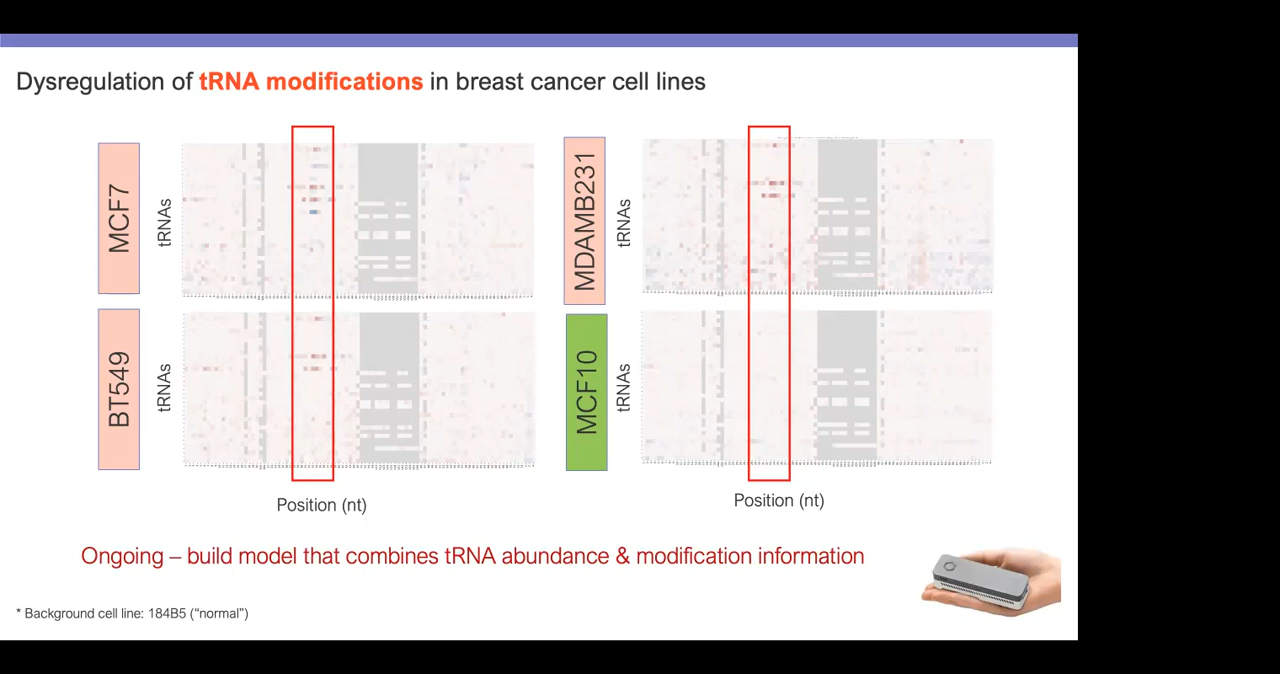 Dysregulation of tRNA modifications in breast cancer cell lines
MCF7
tRNAs
MDAMB231
tRNAs
BT549
tRNAs
MCF10
tRNAs
Position (nt)
Position (nt)
Ongoing – build model that combines tRNA abundance & modification information
* Background cell line: 184B5 (“normal”)